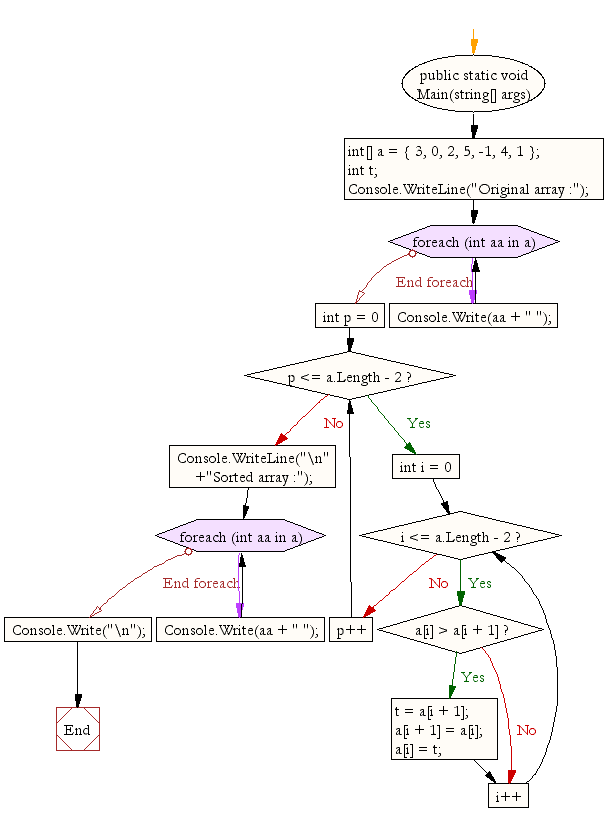 public static void
Main(string[] args)
int[] a = { 3, 0, 2, 5, -1, 4, 1 };
int t;
Console.WriteLine("Original array :");
foreach (int aa in a)
End foreach
int p = 0
Console.Write(aa + " ");
p <= a.Length - 2 ?
No
Yes
Console.WriteLine("\n"
+"Sorted array :");
int i = 0
foreach (int aa in a)
i <= a.Length - 2 ?
End foreach
No
Yes
Console.Write("\n");
Console.Write(aa + " ");
p++
a[i] > a[i + 1] ?
Yes
End
t = a[i + 1];
a[i + 1] = a[i];
a[i] = t;
No
i++